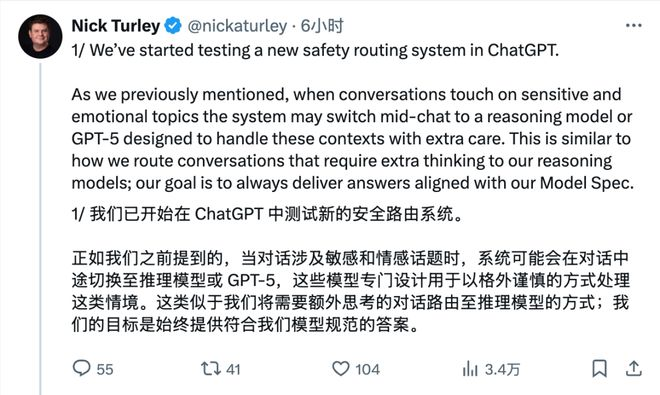 Nick Turley @nickaturley · 6小时
1/ We’ve started testing a new safety routing system in ChatGPT.
As we previously mentioned, when conversations touch on sensitive and
emotional topics the system may switch mid-chat to a reasoning model or
GPT-5 designed to handle these contexts with extra care. This is similar to
how we route conversations that require extra thinking to our reasoning
models; our goal is to always deliver answers aligned with our Model Spec.
1/ 我们已开始在 ChatGPT 中测试新的安全路由系统。
正如我们之前提到的，当对话涉及敏感和情感话题时，系统可能会在对话中
途切换至推理模型或 GPT-5，这些模型专门设计用于以格外谨慎的方式处理
这类情境。这类似于我们将需要额外思考的对话路由至推理模型的方式；我
们的目标是始终提供符合我们模型规范的答案。
55 41 104 3.4万